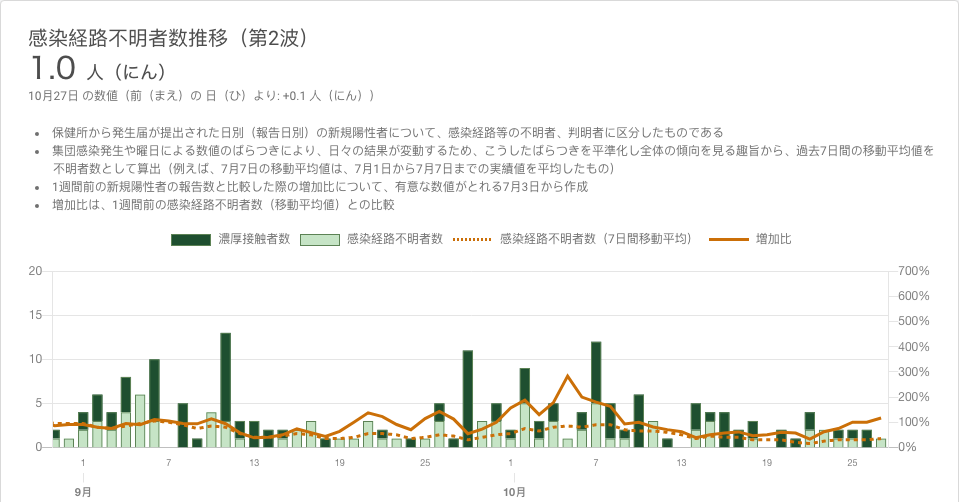 感染経路不明者数推移（第2波）
1.0 人（にん）
10月27日 の数値（前（まえ）の 日（ひ）より: +0.1 人（にん））
• 保健所から発生届が提出された日別（報告日別）の新規陽性者について、感染経路等の不明者、判明者に区分したものである
• 集団感染発生や曜日による数値のばらつきにより、日々の結果が変動するため、こうしたばらつきを平準化し全体の傾向を見る趣旨から、過去7日間の移動平均値を
不明者数として算出（例えば、7月7日の移動平均値は、7月1日から7月7日までの実績値を平均したもの）
• 1週間前の新規陽性者の報告数と比較した際の増加比について、有意な数値がとれる7月3日から作成
• 増加比は、1週間前の感染経路不明者数（移動平均値）との比較
濃厚接触者数 感染経路不明者数 感染経路不明者数（7日間移動平均） 増加比
20 700%
600%
15
500%
400%
10
300%
5 200%
100%
0 0%
1 7 13 19 25 1 7 13 19 25
9月 10月